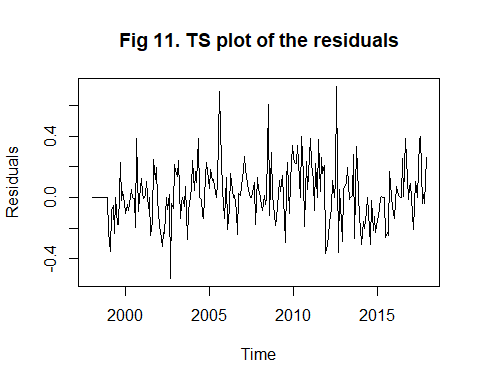 Fig 11. TS plot of the residuals
Residuals
0.4
0.0
-0.4
2000 2005 2010 2015
Time